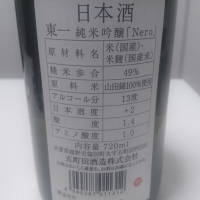 日本酒
東一 純米吟醸「Nero」
原材料名 米(国産)・
米麹(国産米)
精米歩合 49%
原料米 山田錦100%使用
アルコール分 13度
日本酒度 +2
酸度 1.4
アミノ酸度 1.0
内容量 720ml
五町田酒造株式会社